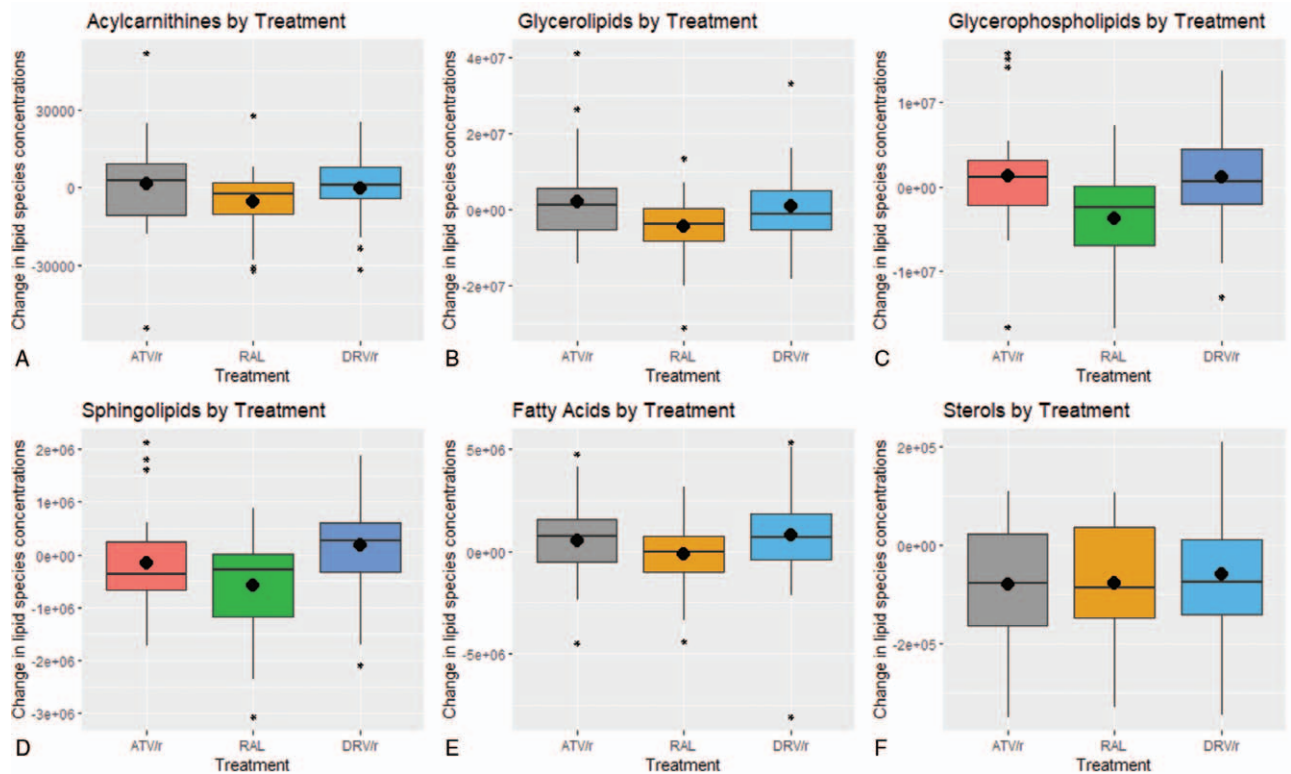 Acylcarnithines by Treatment
Change in lipid species concentrations
30000
0
-30000
ATV/r RAL DRV/r
Treatment
A
Glycerolipids by Treatment
Change in lipid species concentrations
4e+07
2e+07
0e+00
-2e+07
ATV/r RAL DRV/r
Treatment
B
Glycerophospholipids by Treatment
Change in lipid species concentrations
1e+07
0e+00
-1e+07
ATV/r RAL DRV/r
Treatment
C
Sphingolipids by Treatment
Change in lipid species concentrations
2e+06
1e+06
0e+00
-1e+06
-2e+06
-3e+06
ATV/r RAL DRV/r
Treatment
D
Fatty Acids by Treatment
Change in lipid species concentrations
5e+06
0e+00
-5e+06
ATV/r RAL DRV/r
Treatment
E
Sterols by Treatment
Change in lipid species concentrations
2e+05
0e+00
-2e+05
ATV/r RAL DRV/r
Treatment
F